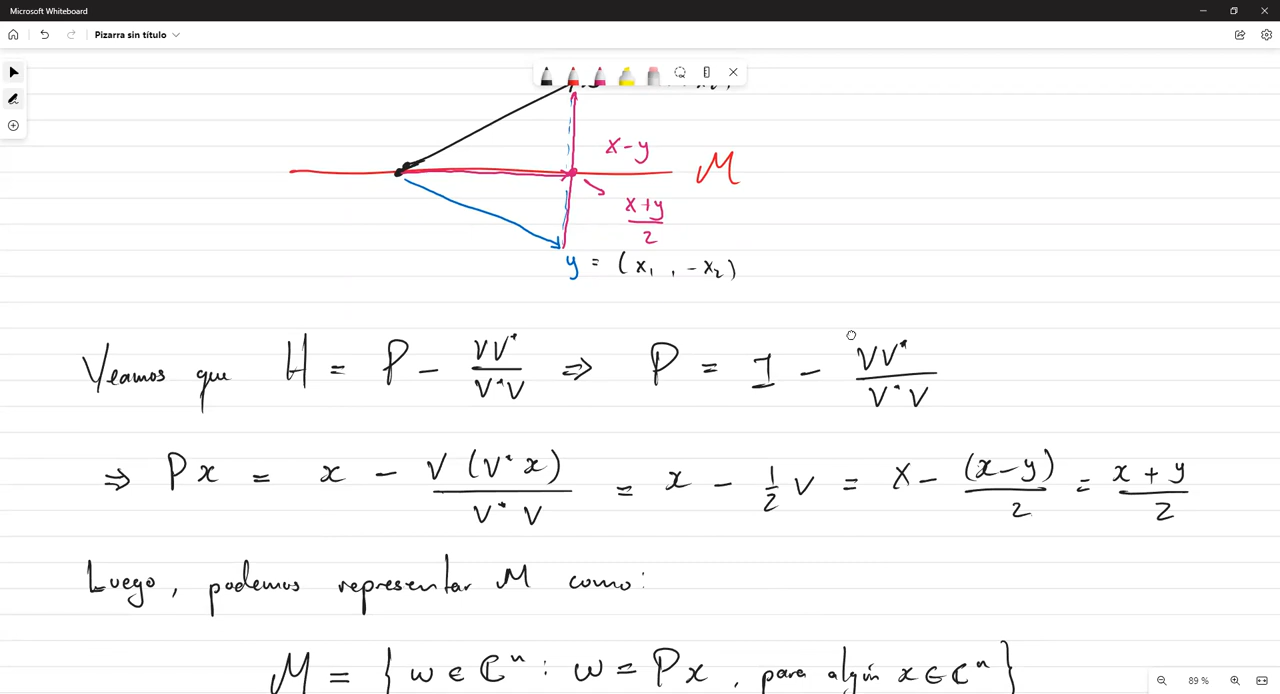 Microsoft Whiteboard
Pizarra sin título
x-y
M
x+y/2
y = (x₁, -x₂)
Veamos que H = P - VV*/V*V ⇒ P = I - VV*/V*V
⇒ Px = x - V(V*x)/V*V = x - 1/2 V = x - (x-y)/2 = x+y/2
Luego, podemos representar M como:
M = { w ∈ ℂⁿ : w = Px, para algún x ∈ ℂⁿ }
89 %